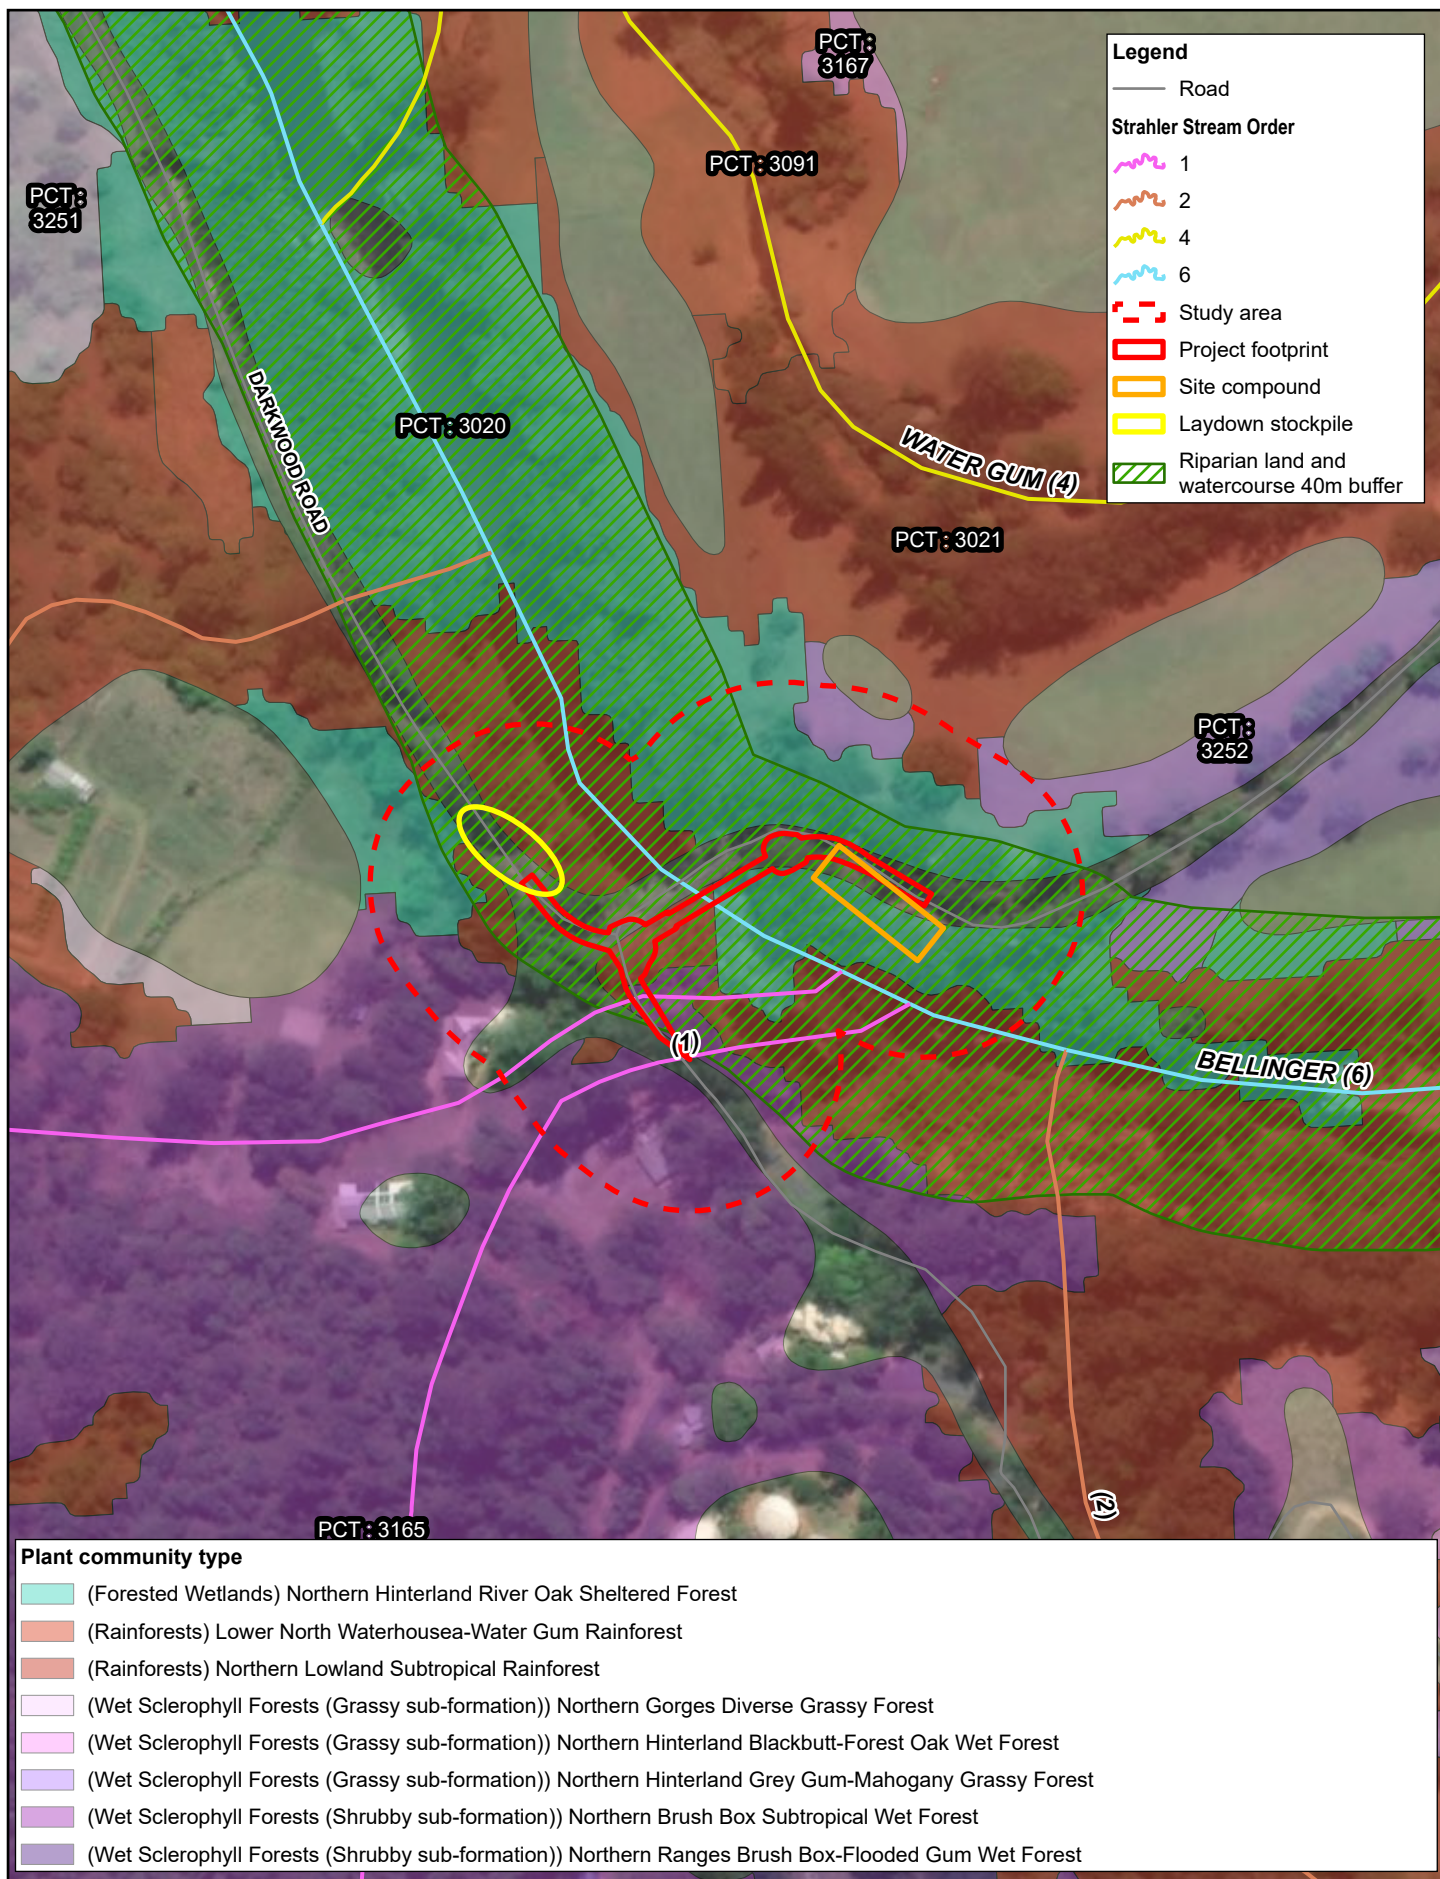 PCT :
3167
Legend
Road
Strahler Stream Order
1
2
4
6
Study area
Project footprint
Site compound
Laydown stockpile
Riparian land and
watercourse 40m buffer
PCT : 3091
PCT :
3251
DARKWOOD ROAD
PCT : 3020
WATER GUM (4)
PCT : 3021
PCT :
3252
(1)
BELLINGER (6)
(2)
PCT : 3165
Plant community type
(Forested Wetlands) Northern Hinterland River Oak Sheltered Forest
(Rainforests) Lower North Waterhousea-Water Gum Rainforest
(Rainforests) Northern Lowland Subtropical Rainforest
(Wet Sclerophyll Forests (Grassy sub-formation)) Northern Gorges Diverse Grassy Forest
(Wet Sclerophyll Forests (Grassy sub-formation)) Northern Hinterland Blackbutt-Forest Oak Wet Forest
(Wet Sclerophyll Forests (Grassy sub-formation)) Northern Hinterland Grey Gum-Mahogany Grassy Forest
(Wet Sclerophyll Forests (Shrubby sub-formation)) Northern Brush Box Subtropical Wet Forest
(Wet Sclerophyll Forests (Shrubby sub-formation)) Northern Ranges Brush Box-Flooded Gum Wet Forest